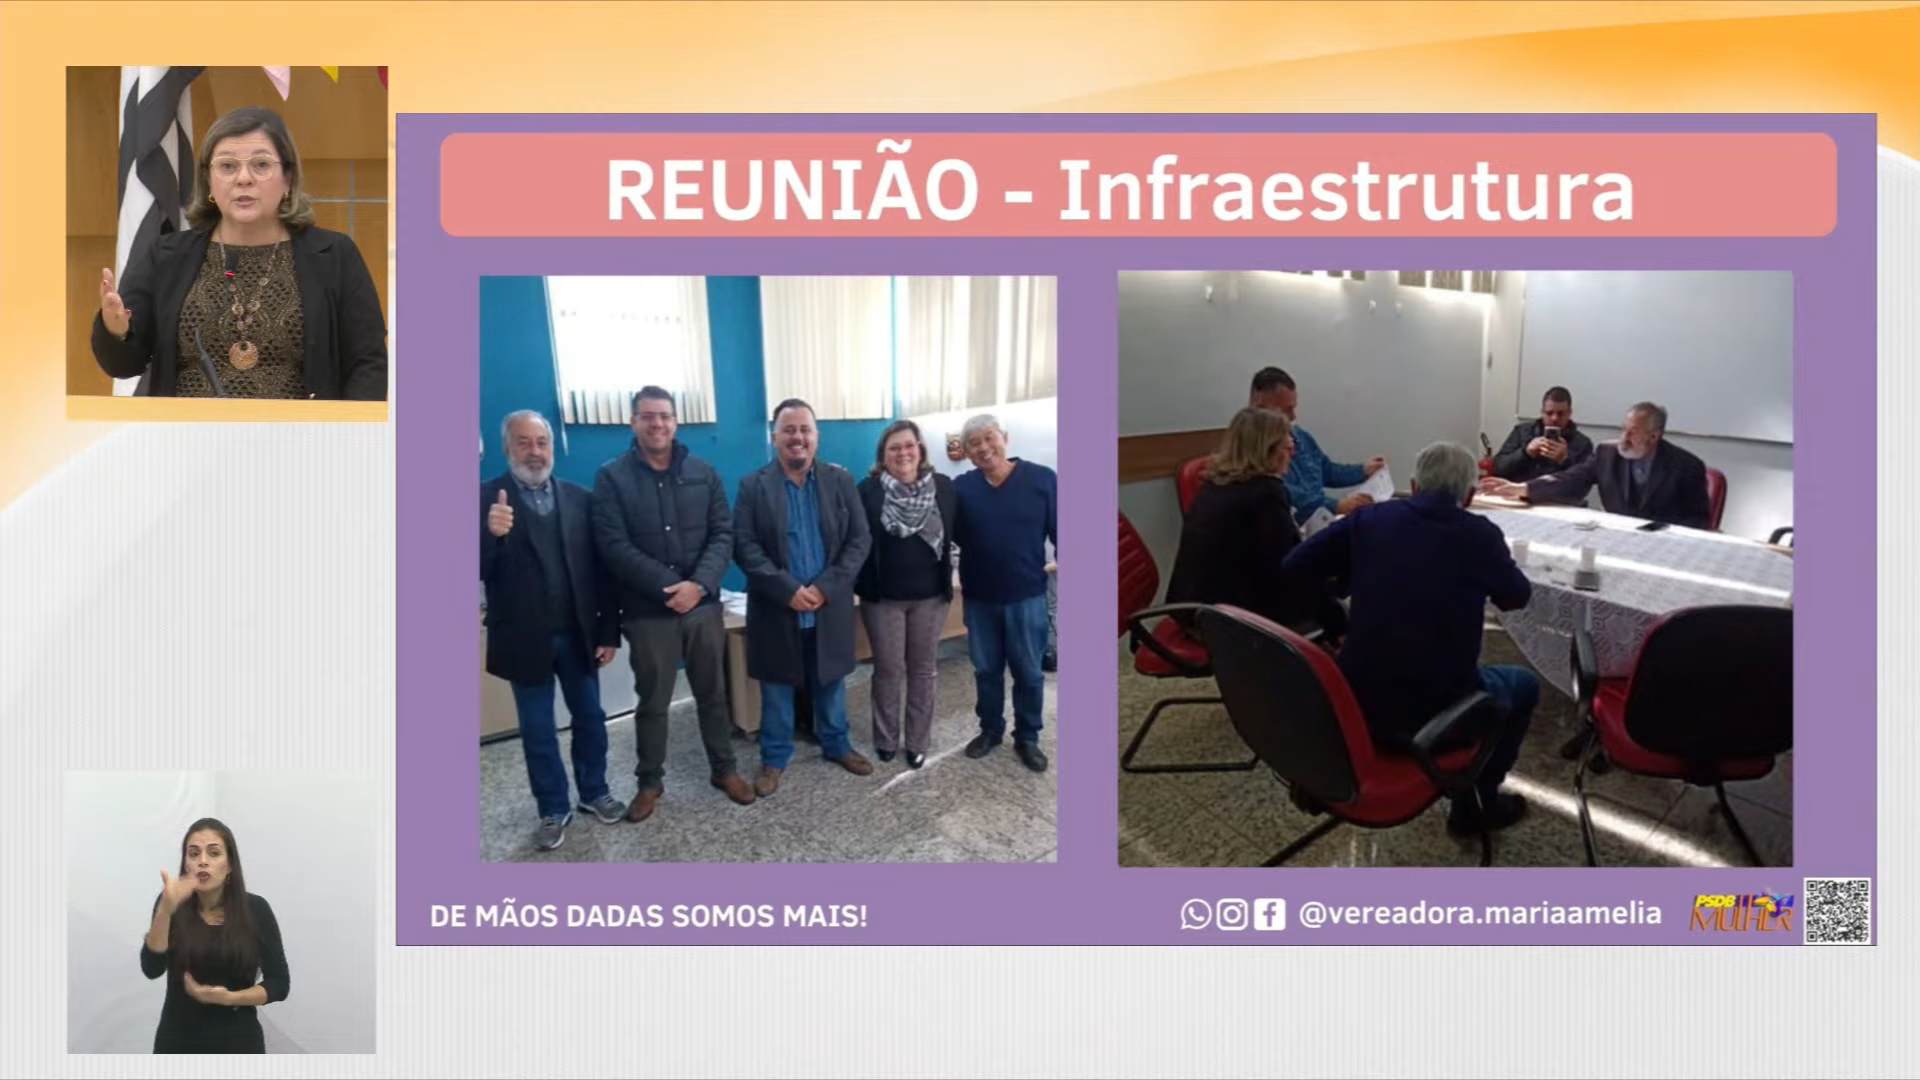 REUNIÃO - Infraestrutura
DE MÃOS DADAS SOMOS MAIS!
@vereadora.mariaamelia
PSDB
MULHER